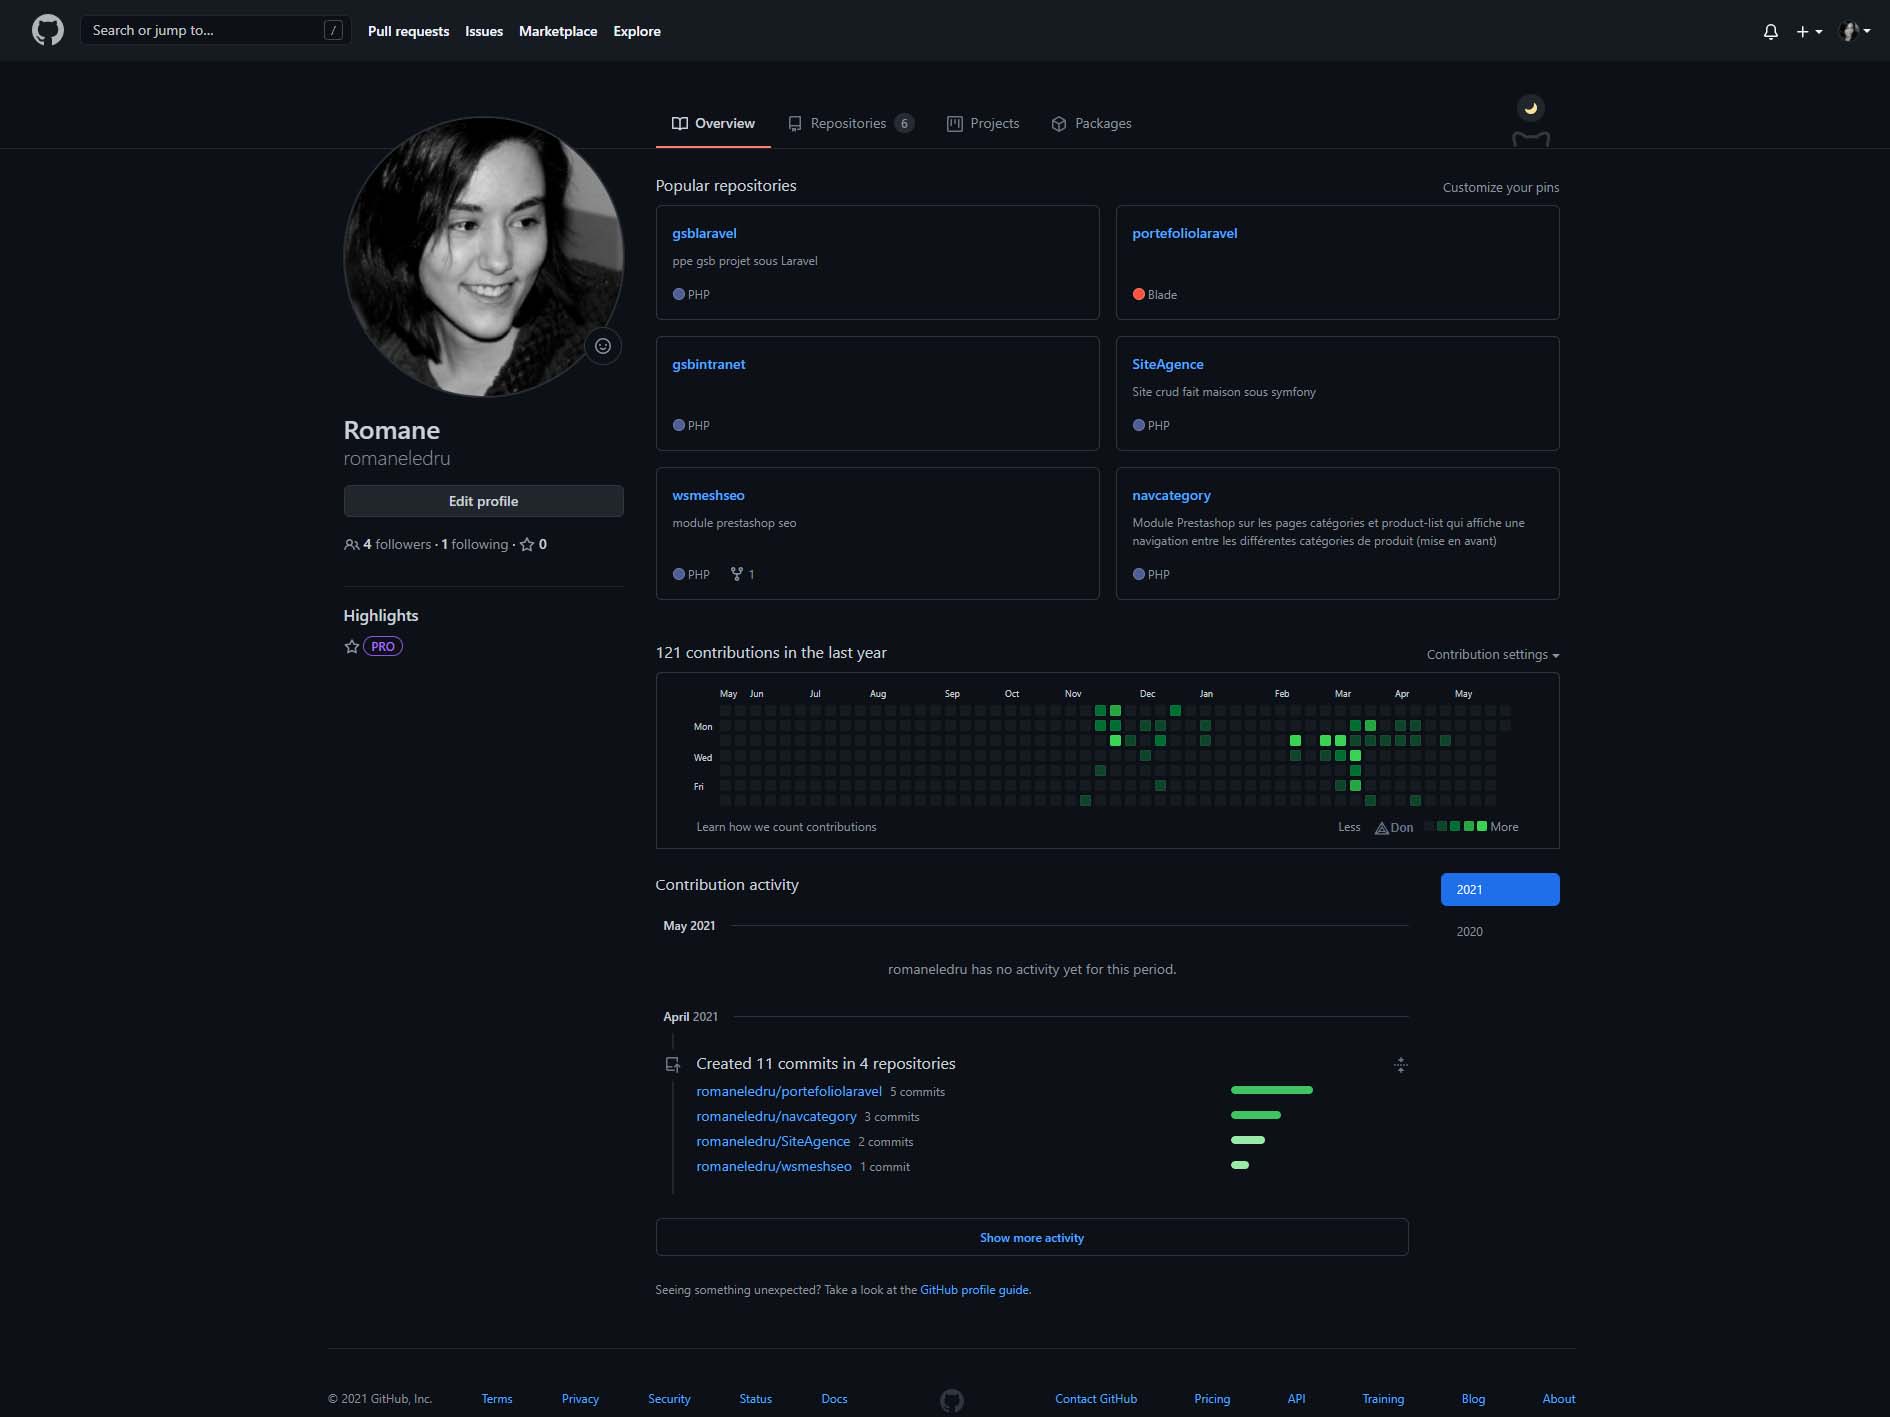 Search or jump to...
/
Pull requests
Issues
Marketplace
Explore
Overview
Repositories 6
Projects
Packages
Romane
romaneledru
Edit profile
4 followers · 1 following · 0
Highlights
PRO
Popular repositories
Customize your pins
gsblaravel
ppe gsb projet sous Laravel
PHP
portefoliolaravel
Blade
gsbintranet
PHP
SiteAgence
Site crud fait maison sous symfony
PHP
wsmeshseo
module prestashop seo
PHP 1
navcategory
Module Prestashop sur les pages catégories et product-list qui affiche une
navigation entre les différentes catégories de produit (mise en avant)
PHP
121 contributions in the last year
Contribution settings
May Jun Jul Aug Sep Oct Nov Dec Jan Feb Mar Apr May
Mon
Wed
Fri
Learn how we count contributions
Less Don More
Contribution activity
2021
2020
May 2021
romaneledru has no activity yet for this period.
April 2021
Created 11 commits in 4 repositories
romaneledru/portefoliolaravel 5 commits
romaneledru/navcategory 3 commits
romaneledru/SiteAgence 2 commits
romaneledru/wsmeshseo 1 commit
Show more activity
Seeing something unexpected? Take a look at the GitHub profile guide.
© 2021 GitHub, Inc. Terms Privacy Security Status Docs Contact GitHub Pricing API Training Blog About